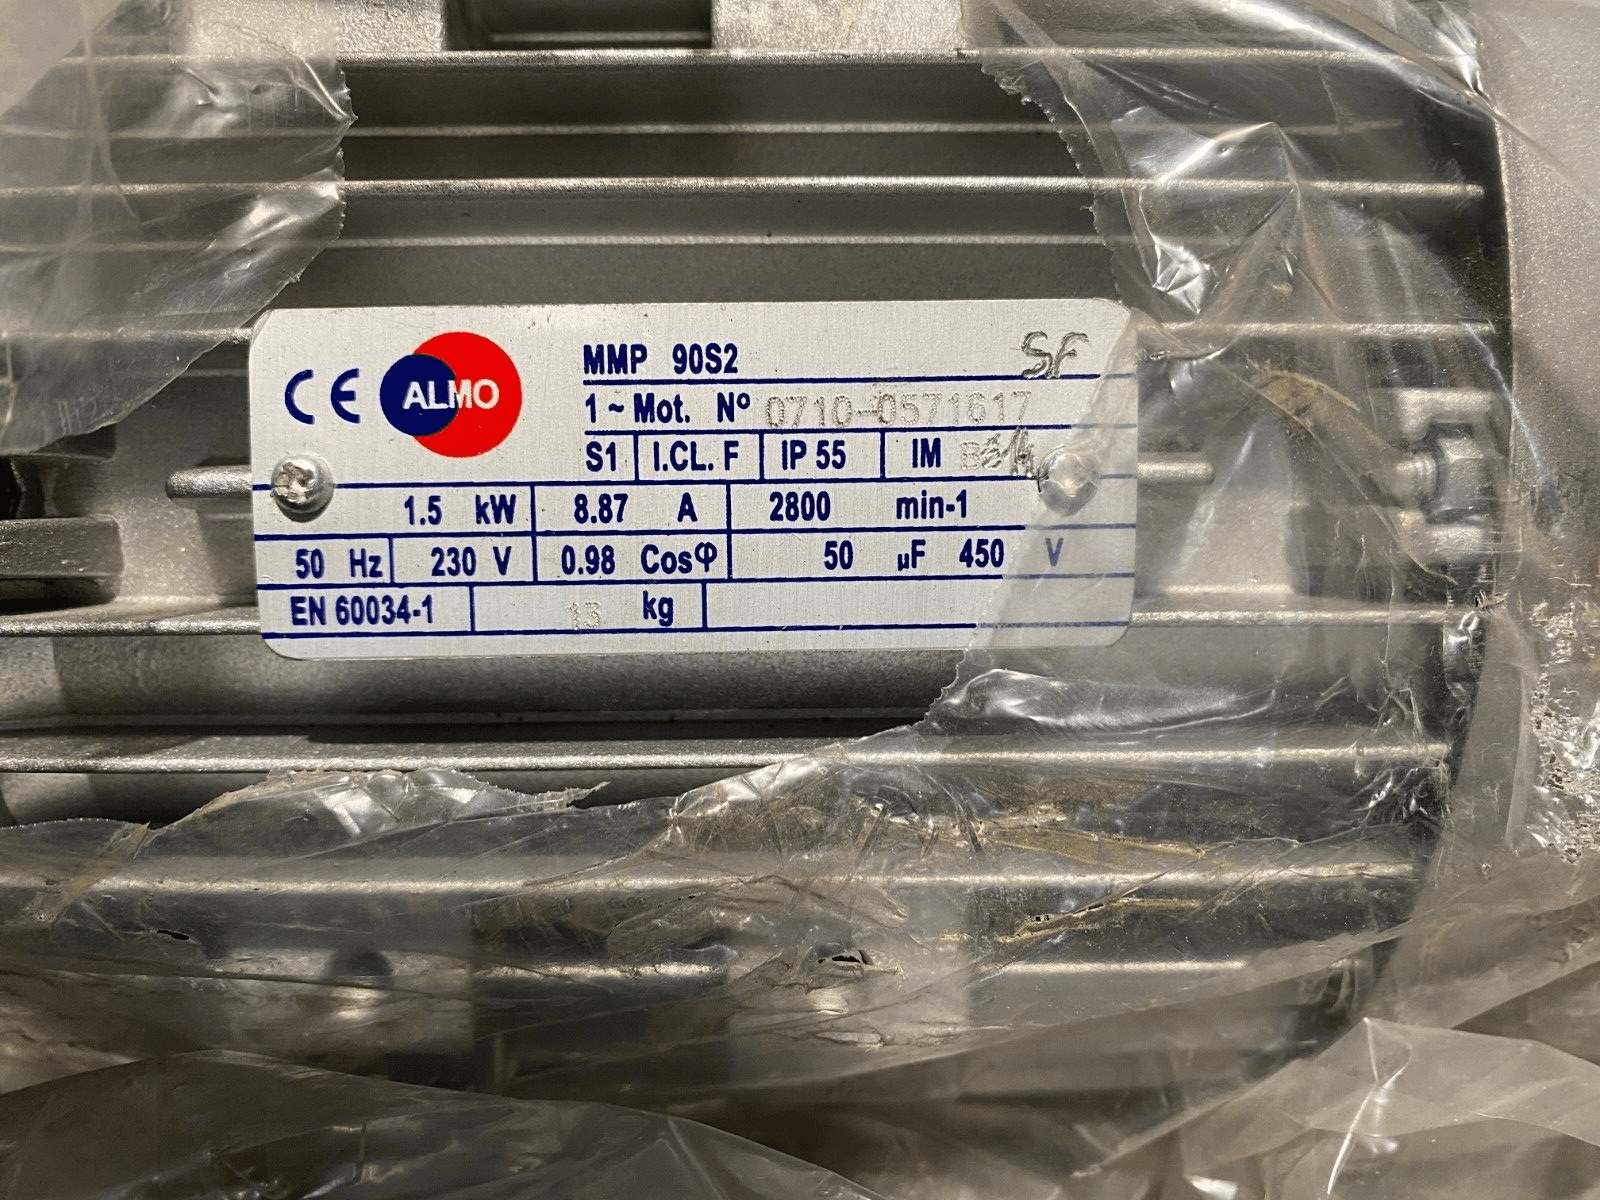 CE ALMO
MMP 90S2 SF
1 ~ Mot. Nº 0710-0571617
S1 I.CL. F IP 55 IM
1.5 kW 8.87 A 2800 min-1
50 Hz 230 V 0.98 Cosφ 50 µF 450 V
EN 60034-1 13 kg